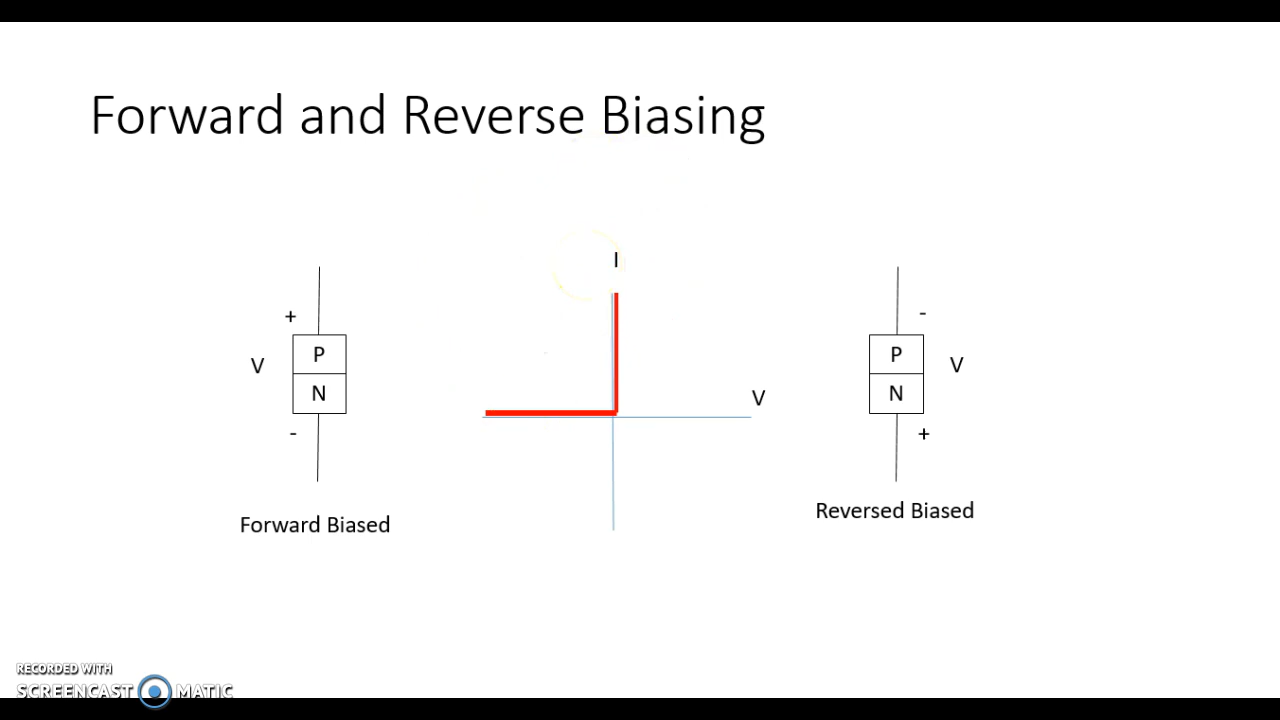 Forward and Reverse Biasing
I
+
P
V
N
-
Forward Biased
V
-
P
V
N
+
Reversed Biased
RECORDED WITH
SCREENCAST MATIC